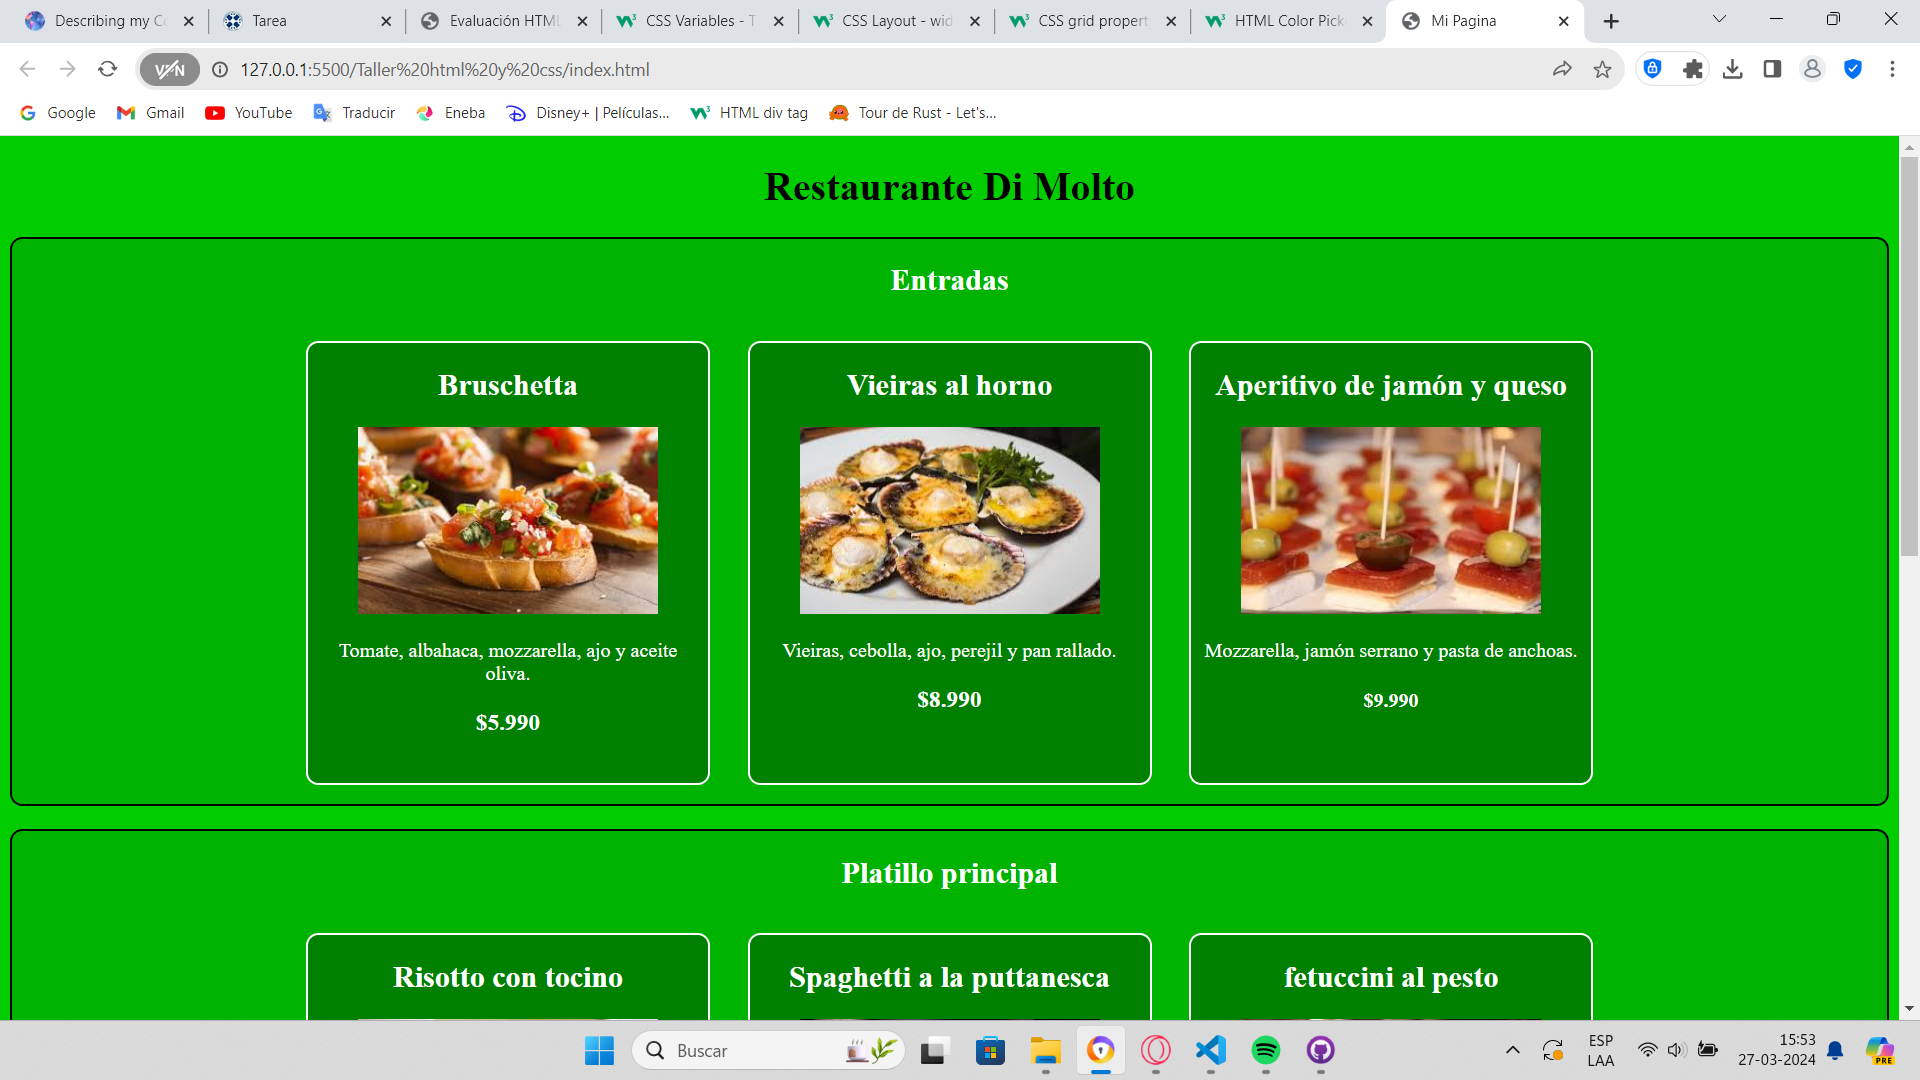 Describing my Co
Tarea
Evaluación HTML
CSS Variables - T
CSS Layout - wid
CSS grid propert
HTML Color Pick
Mi Pagina
VPN
127.0.0.1:5500/Taller%20html%20y%20css/index.html
Google
Gmail
YouTube
Traducir
Eneba
Disney+ | Películas...
HTML div tag
Tour de Rust - Let's...
Restaurante Di Molto
Entradas
Bruschetta
Vieiras al horno
Aperitivo de jamón y queso
Tomate, albahaca, mozzarella, ajo y aceite
oliva.
Vieiras, cebolla, ajo, perejil y pan rallado.
Mozzarella, jamón serrano y pasta de anchoas.
$5.990
$8.990
$9.990
Platillo principal
Risotto con tocino
Spaghetti a la puttanesca
fetuccini al pesto
Buscar
ESP
LAA
15:53
27-03-2024
PRE